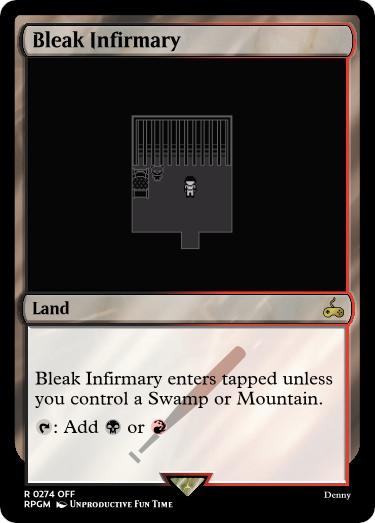 Bleak Infirmary
Land
Bleak Infirmary enters tapped unless
you control a Swamp or Mountain.
: Add or
R 0274 OFF
RPGM Unproductive Fun Time
Denny